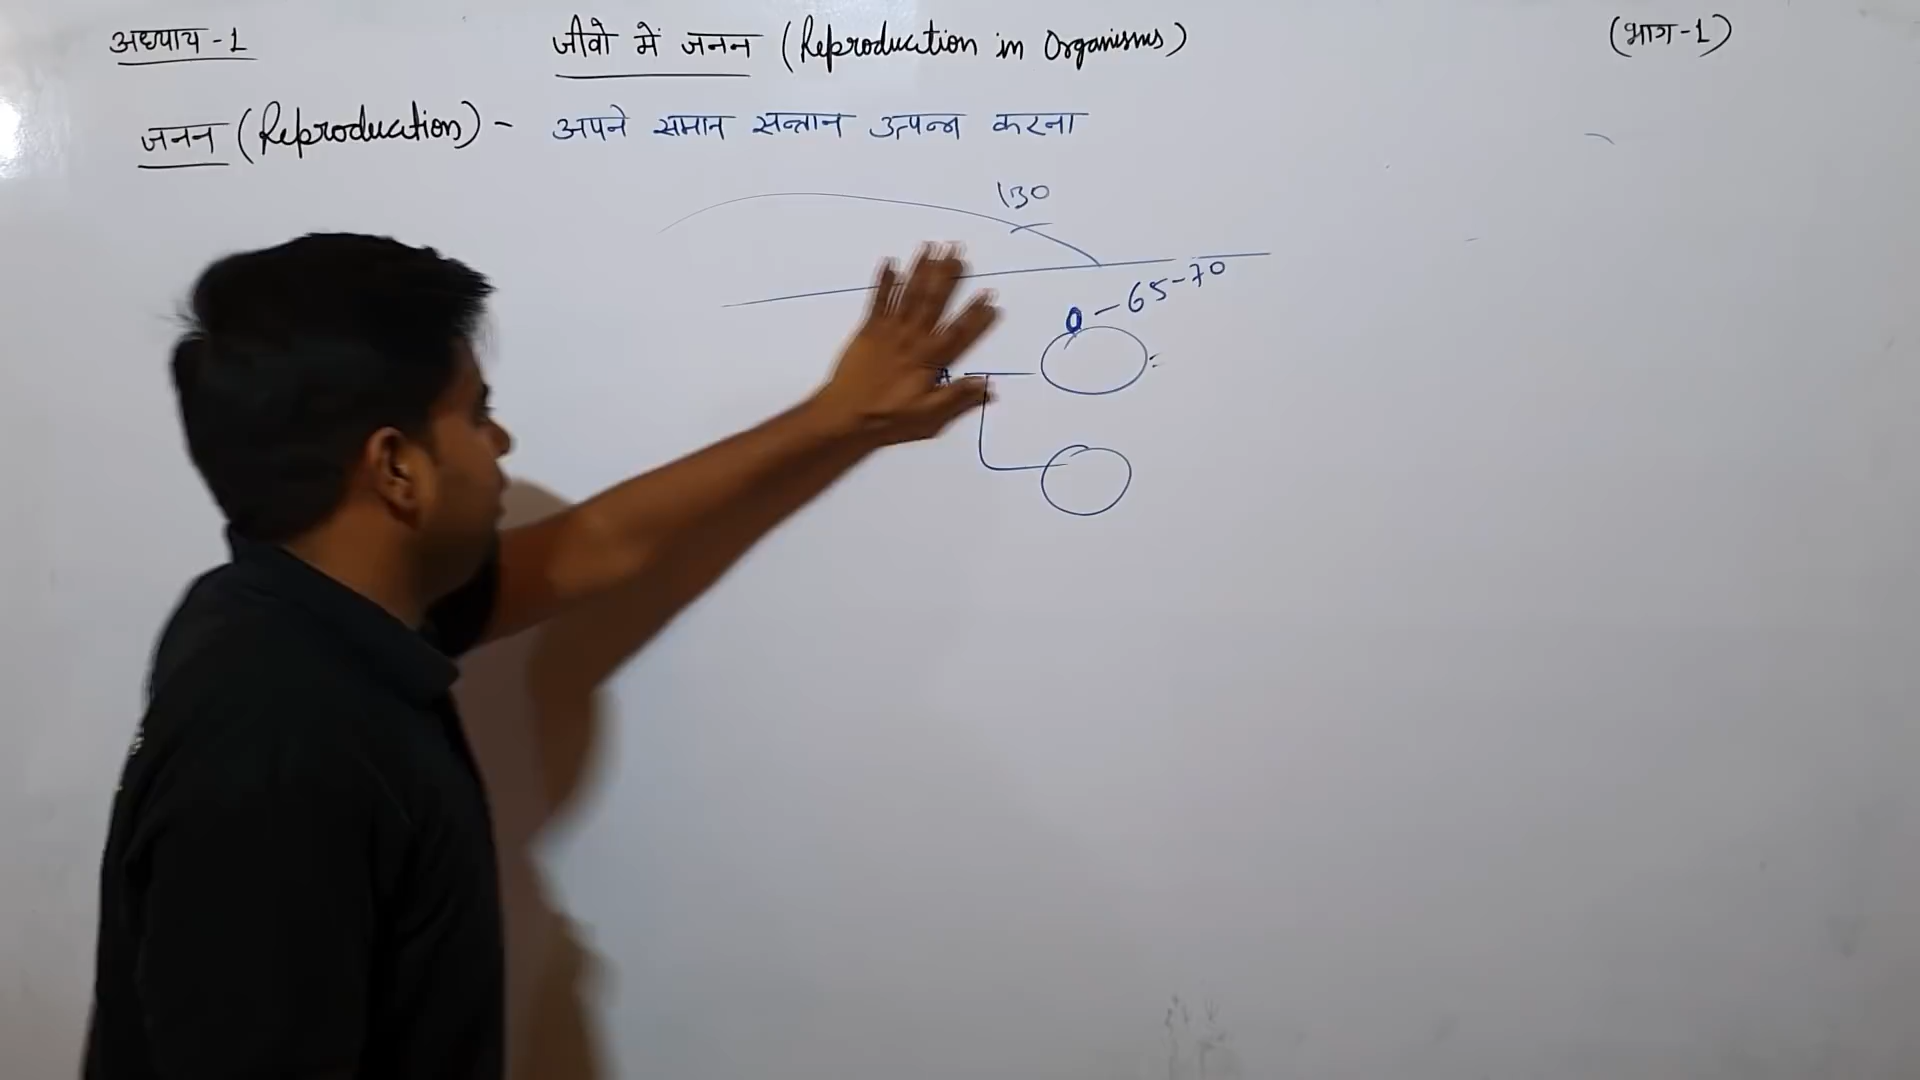 अध्याय - 1 जीवो में जनन (Reproduction in Organisms) (भाग - 1)
जनन (Reproduction) - अपने समान सन्तान उत्पन्न करना
130
0 - 65 - 70
A